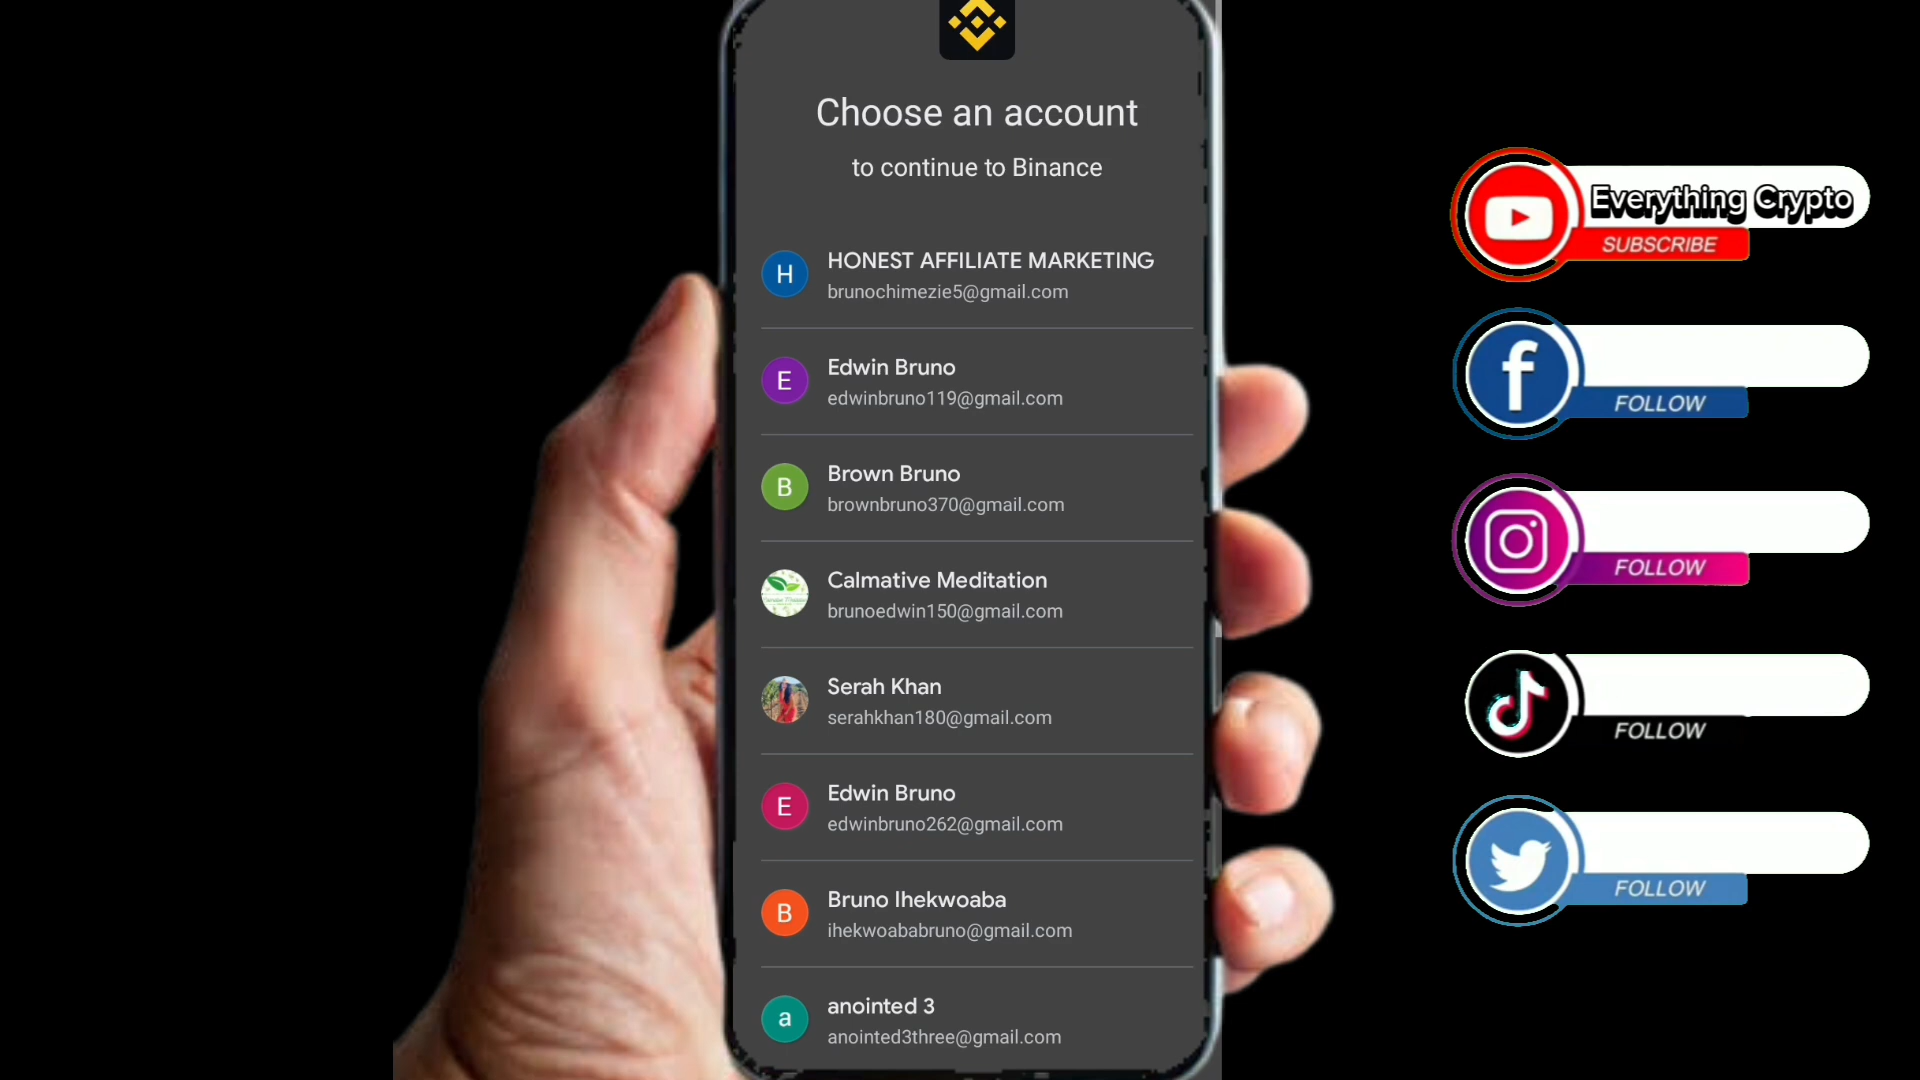 Choose an account
to continue to Binance
H
HONEST AFFILIATE MARKETING
brunochimezie5@gmail.com
E
Edwin Bruno
edwinbruno119@gmail.com
B
Brown Bruno
brownbruno370@gmail.com
Calmative Meditation
brunoedwin150@gmail.com
Serah Khan
serahkhan180@gmail.com
E
Edwin Bruno
edwinbruno262@gmail.com
B
Bruno Ihekwoaba
ihekwoababruno@gmail.com
a
anointed 3
anointed3three@gmail.com
Everything Crypto
SUBSCRIBE
f
FOLLOW
FOLLOW
FOLLOW
FOLLOW